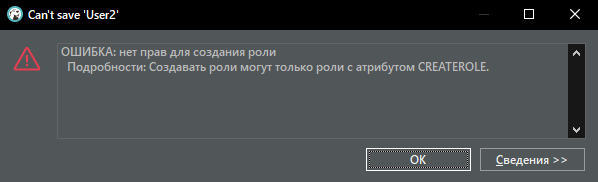 Can't save 'User2'
ОШИБКА: нет прав для создания роли
Подробности: Создавать роли могут только роли с атрибутом CREATEROLE.
OK
Сведения >>